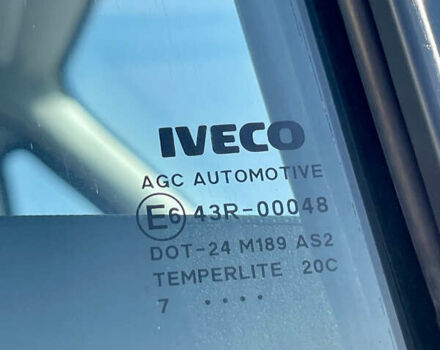 IVECO
AGC AUTOMOTIVE
E6 43R-00048
DOT-24 M189 AS2
TEMPERLITE 20C
7 ••••